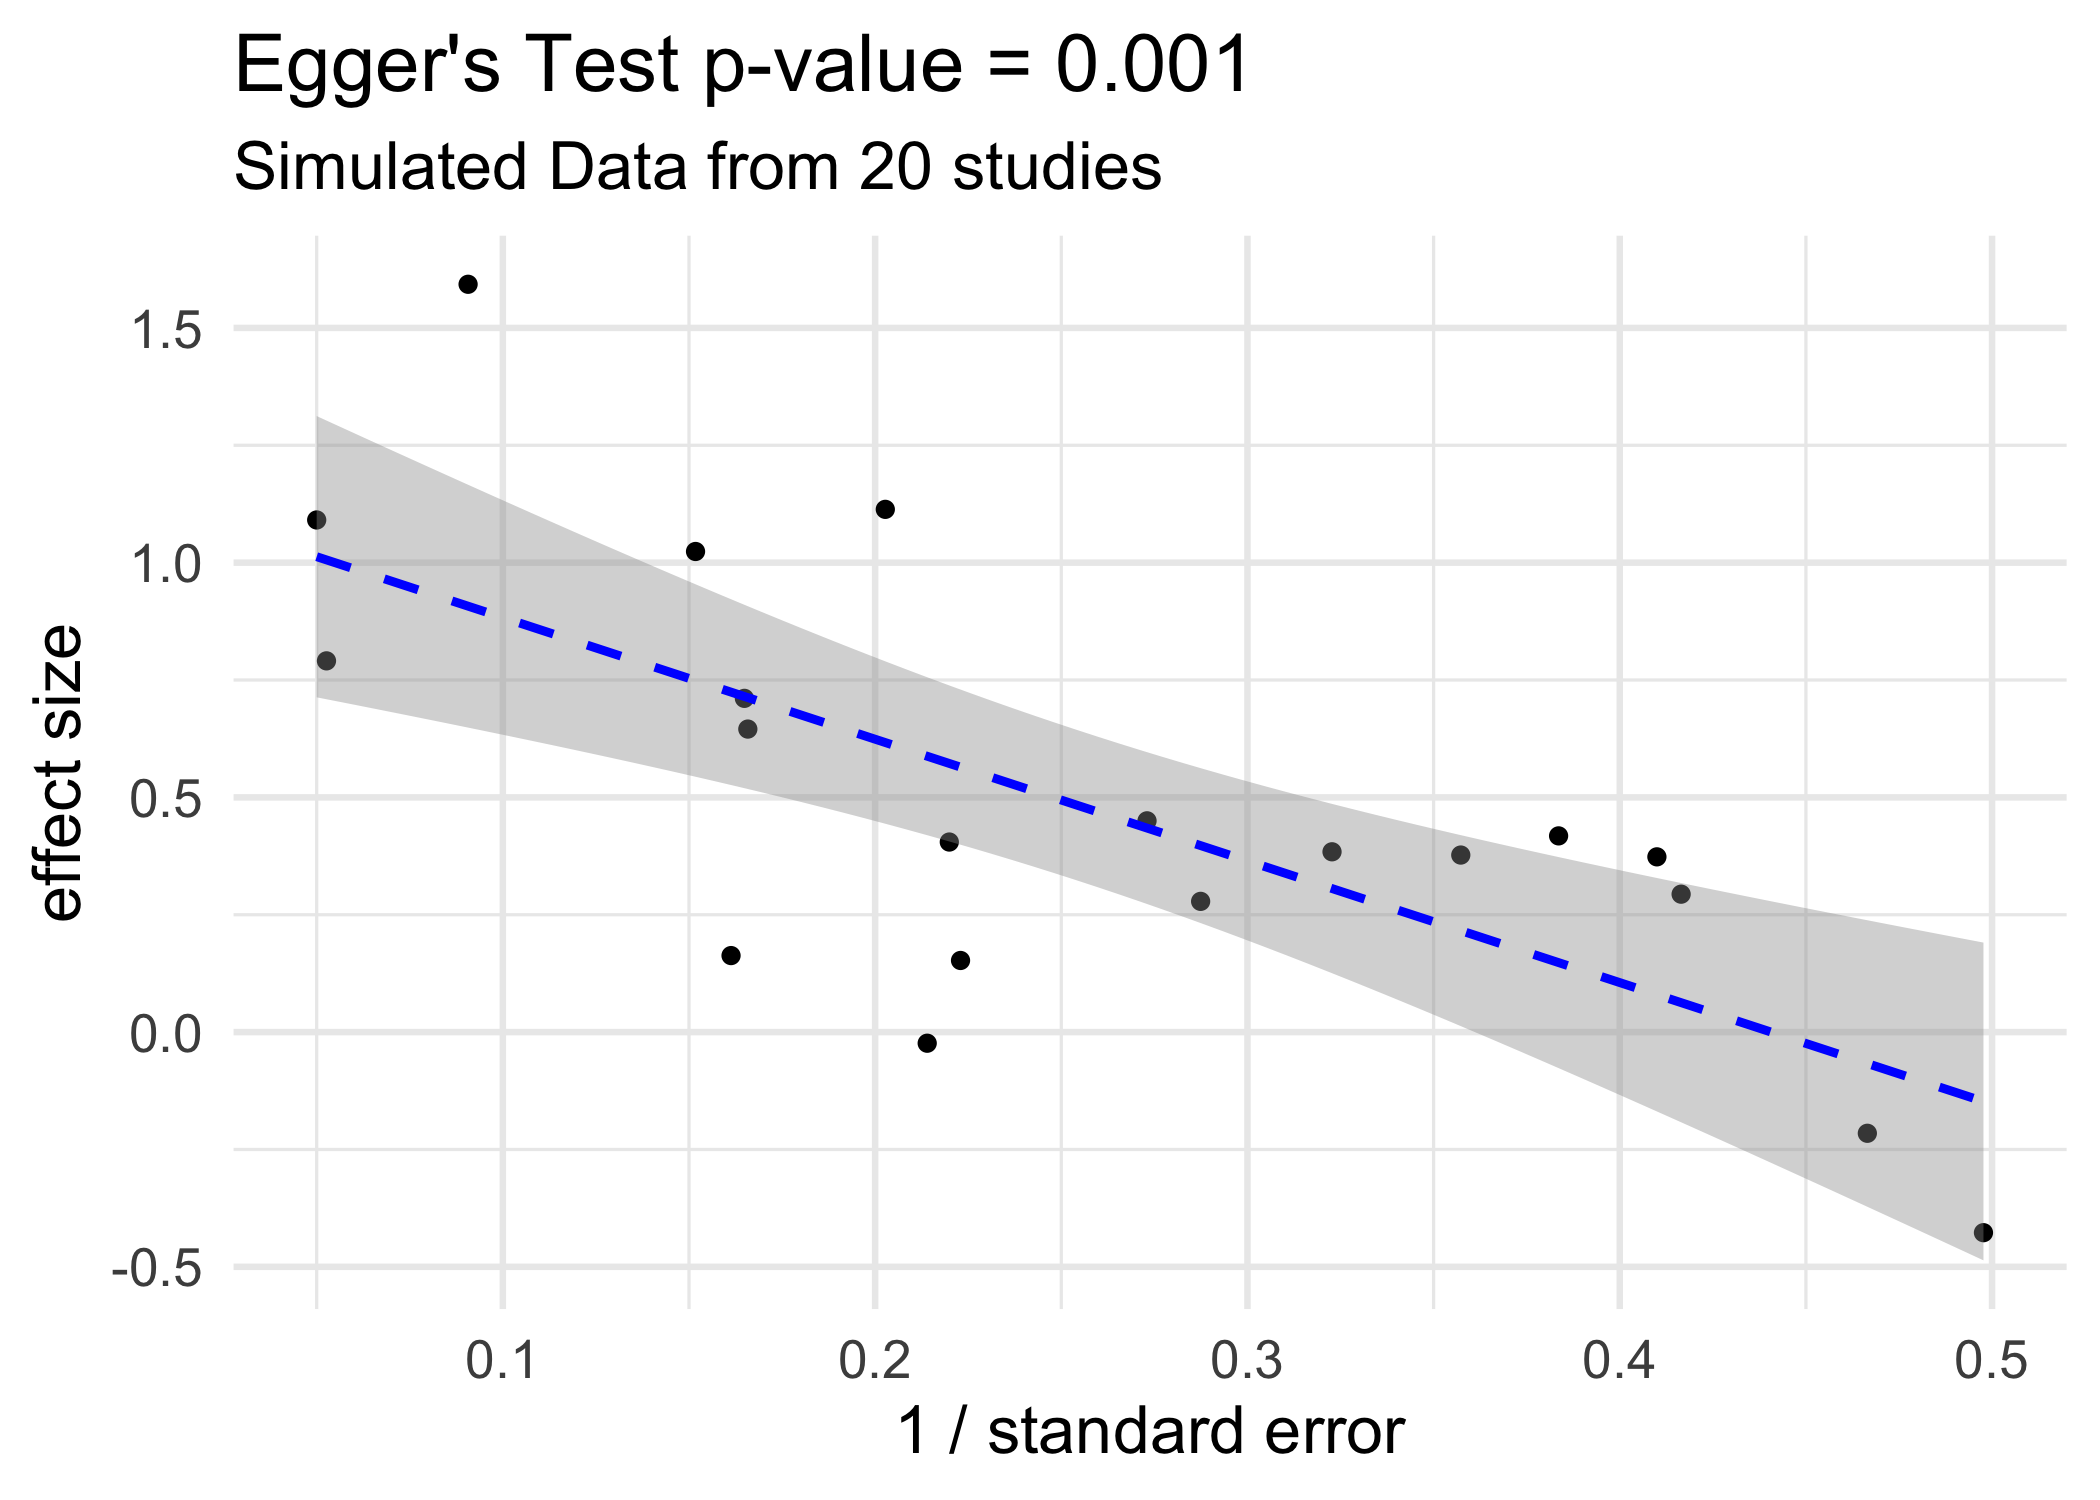 Egger's Test p-value = 0.001
Simulated Data from 20 studies
effect size
1.5
1.0
0.5
0.0
-0.5
0.1 0.2 0.3 0.4 0.5
1 / standard error